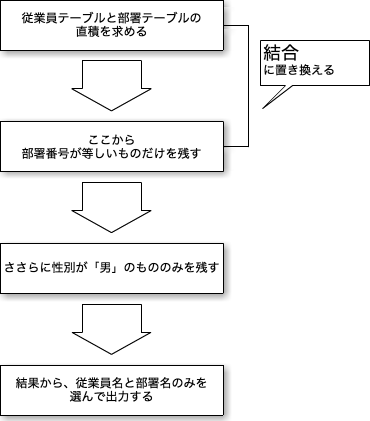 従業員テーブルと部署テーブルの
直積を求める
結合
に置き換える
ここから
部署番号が等しいものだけを残す
ささらに性別が「男」のもののみを残す
結果から、従業員名と部署名のみを
選んで出力する